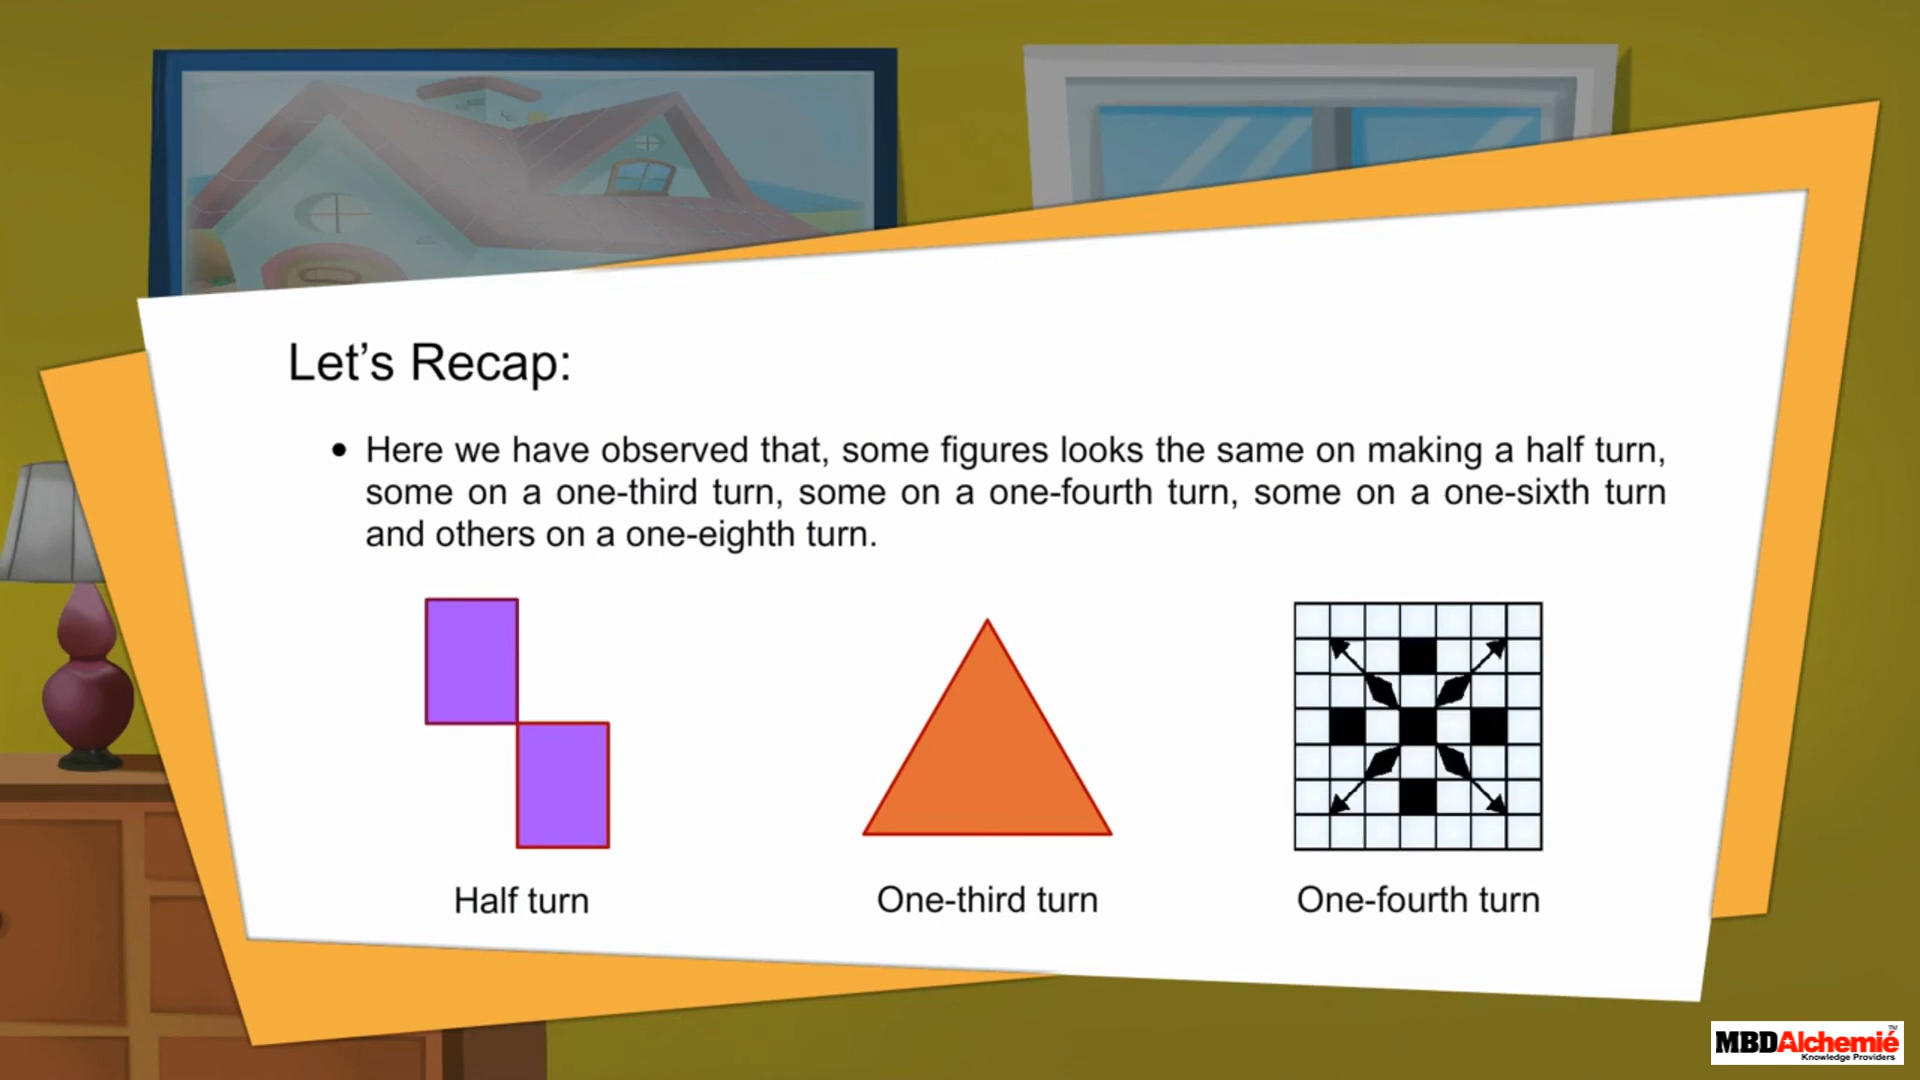 Let’s Recap:
• Here we have observed that, some figures looks the same on making a half turn,
some on a one-third turn, some on a one-fourth turn, some on a one-sixth turn
and others on a one-eighth turn.
Half turn
One-third turn
One-fourth turn
MBDAlchemié™
Knowledge Providers